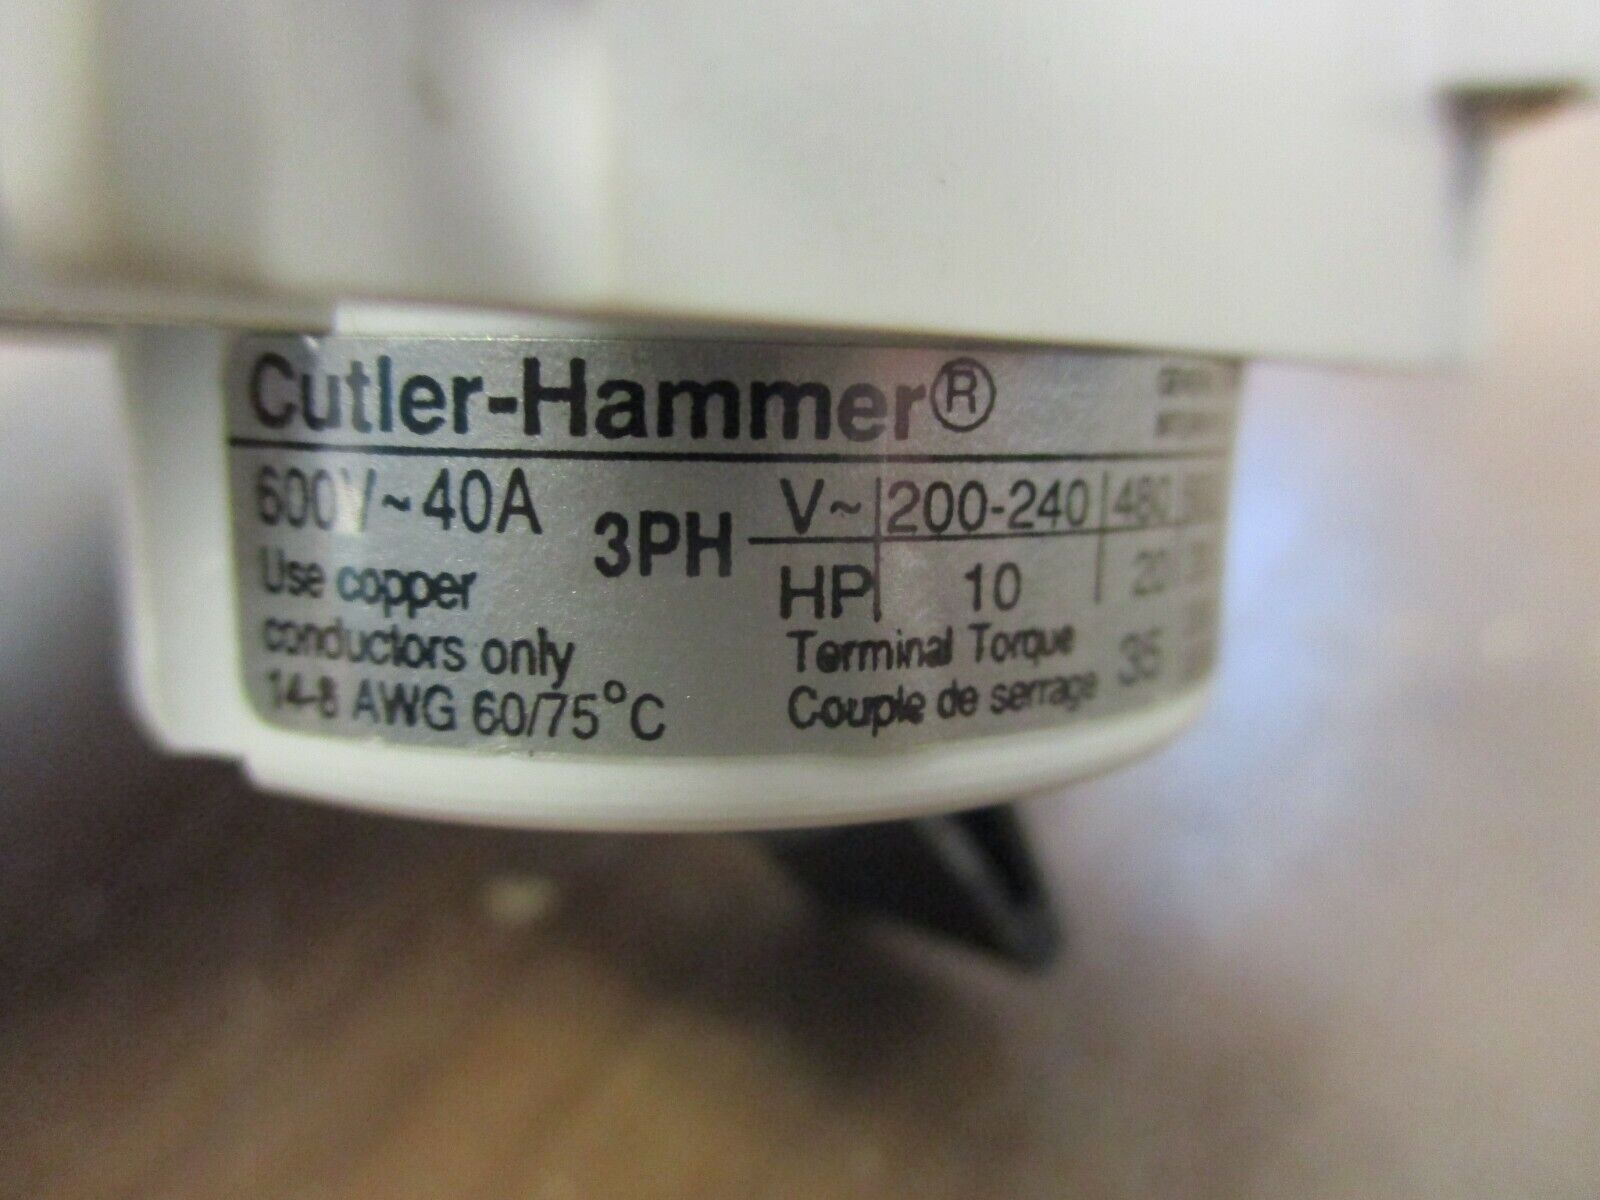 Cutler-Hammer®
600V~40A
Use copper
conductors only
14-8 AWG 60/75°C
3PH
V~ 200-240 480
HP 10 20
Terminal Torque
Couple de serrage 35